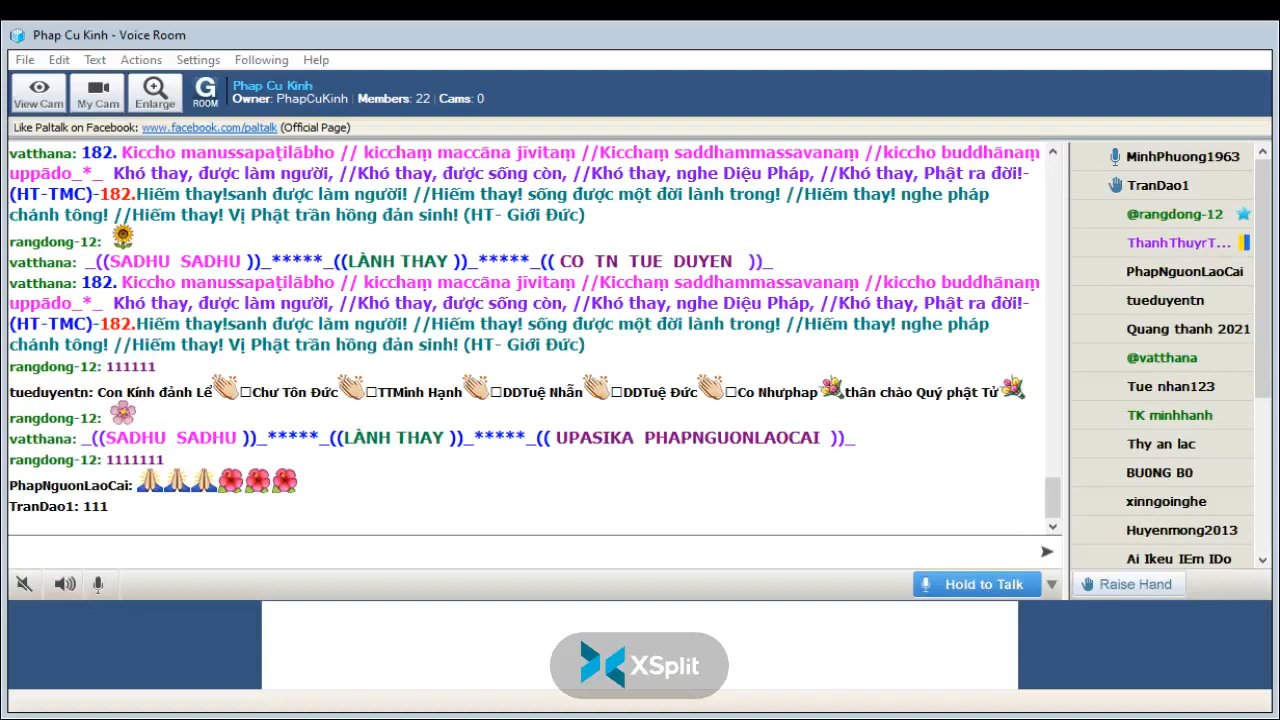 Phap Cu Kinh - Voice Room
File Edit Text Actions Settings Following Help
View Cam My Cam Enlarge G ROOM
Phap Cu Kinh
Owner: PhapCuKinh | Members: 22 | Cams: 0
Like Paltalk on Facebook: www.facebook.com/paltalk (Official Page)
vatthana: 182. Kiccho manussapaṭilābho // kicchaṃ maccāna jīvitaṃ //Kicchaṃ saddhammassavanaṃ //kiccho buddhānaṃ
uppādo_*_ Khó thay, được làm người, //Khó thay, được sống còn, //Khó thay, nghe Diệu Pháp, //Khó thay, Phật ra đời!-
(HT-TMC)-182.Hiếm thay!sanh được làm người! //Hiếm thay! sống được một đời lành trong! //Hiếm thay! nghe pháp
chánh tông! //Hiếm thay! Vị Phật trần hồng đản sinh! (HT- Giới Đức)
rangdong-12:
vatthana: _((SADHU SADHU ))_*****_((LÀNH THAY ))_*****_(( CO TN TUE DUYEN ))_
vatthana: 182. Kiccho manussapaṭilābho // kicchaṃ maccāna jīvitaṃ //Kicchaṃ saddhammassavanaṃ //kiccho buddhānaṃ
uppādo_*_ Khó thay, được làm người, //Khó thay, được sống còn, //Khó thay, nghe Diệu Pháp, //Khó thay, Phật ra đời!-
(HT-TMC)-182.Hiếm thay!sanh được làm người! //Hiếm thay! sống được một đời lành trong! //Hiếm thay! nghe pháp
chánh tông! //Hiếm thay! Vị Phật trần hồng đản sinh! (HT- Giới Đức)
rangdong-12: 111111
tueduyentn: Con Kính đảnh Lể Chư Tôn Đức TTMinh Hạnh DDTuệ Nhẫn DDTuệ Đức Co Nhưphap thân chào Quý phật Tử
rangdong-12:
vatthana: _((SADHU SADHU ))_*****_((LÀNH THAY ))_*****_(( UPASIKA PHAPNGUONLAOCAI ))_
rangdong-12: 1111111
PhapNguonLaoCai:
TranDao1: 111
MinhPhuong1963
TranDao1
@rangdong-12
ThanhThuyrT...
PhapNguonLaoCai
tueduyentn
Quang thanh 2021
@vatthana
Tue nhan123
TK minhhanh
Thy an lac
BU0NG B0
xinngoinghe
Huyenmong2013
Ai Ikeu IEm IDo
Hold to Talk
Raise Hand
XSplit